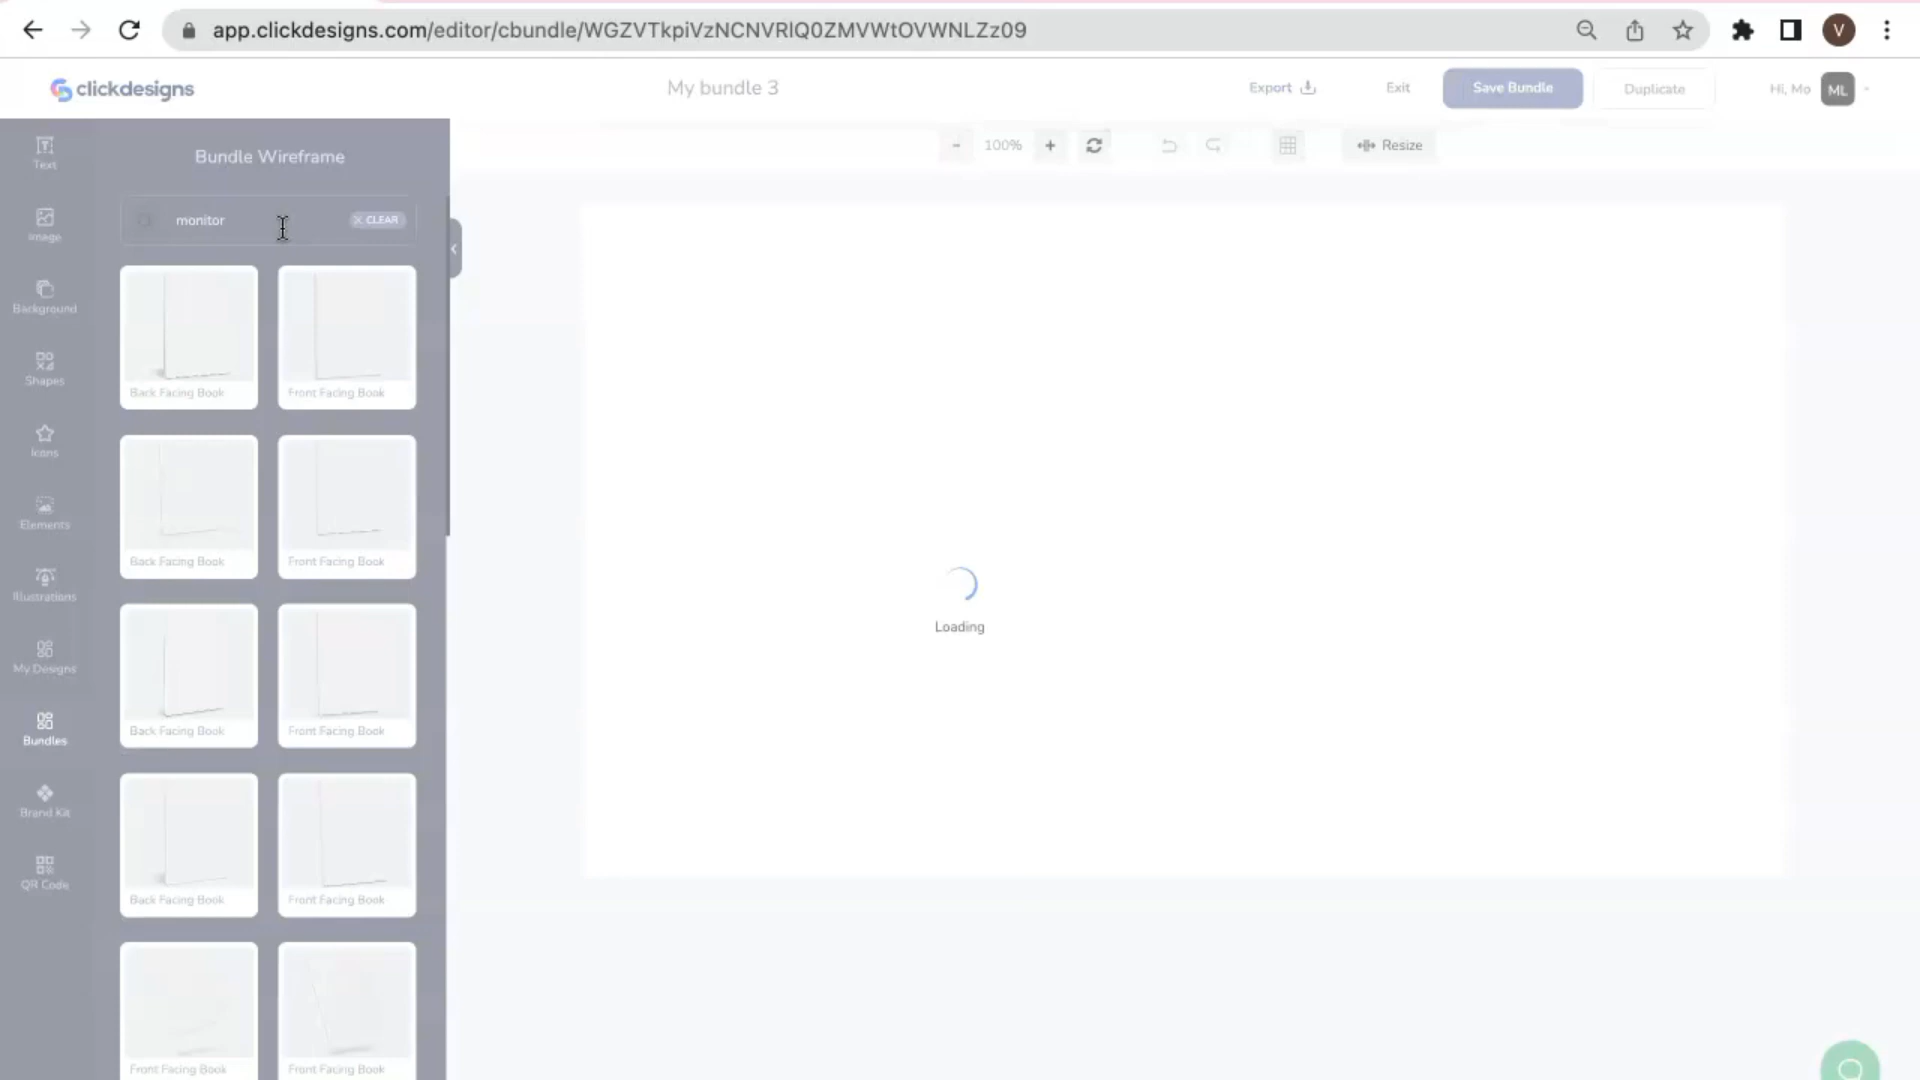 app.clickdesigns.com/editor/cbundle/WGZVTkpiVzNCNVRlQ0ZMVWtOVWNLZz09
V
clickdesigns
My bundle 3
Export
Exit
Save Bundle
Duplicate
Hi, Mo
ML
Text
Image
Background
Shapes
Icons
Elements
Illustrations
My Designs
Bundles
Brand Kit
QR Code
Bundle Wireframe
monitor
CLEAR
Back Facing Book
Front Facing Book
Back Facing Book
Front Facing Book
Back Facing Book
Front Facing Book
Back Facing Book
Front Facing Book
Front Facing Book
Front Facing Book
- 100% +
Resize
Loading